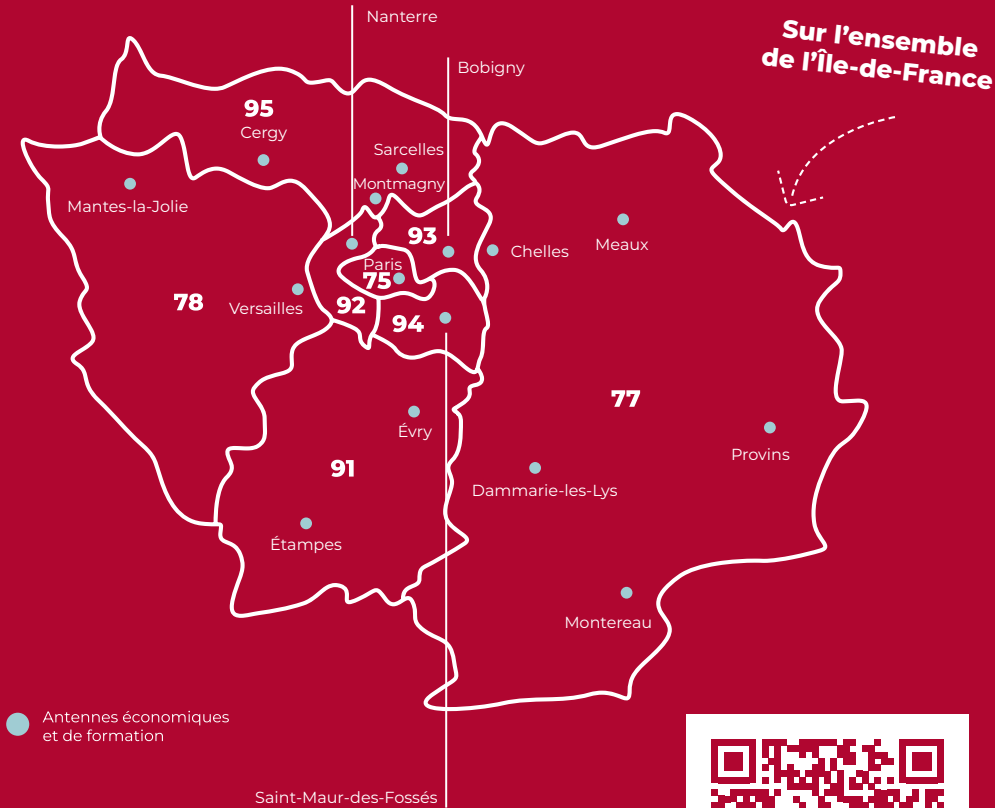 Nanterre
Sur l’ensemble
de l’Île-de-France
Bobigny
95
Cergy
Sarcelles
Montmagny
Mantes-la-Jolie
93
Chelles
Meaux
Paris
75
78
Versailles
92
94
77
Évry
Provins
91
Dammarie-les-Lys
Étampes
Montereau
Antennes économiques
et de formation
Saint-Maur-des-Fossés